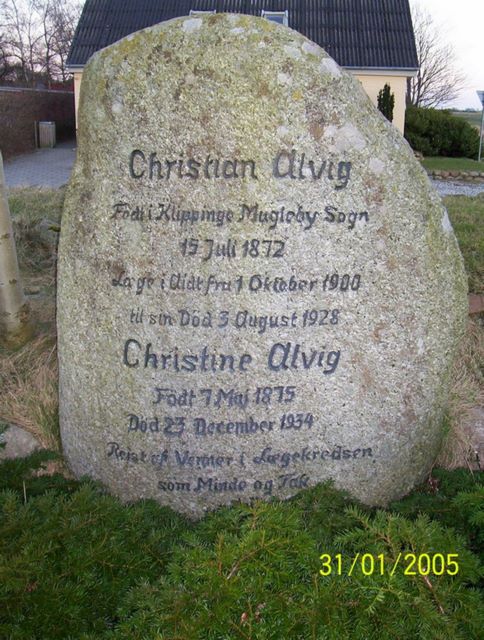 Christian Alvig
Født i Klippinge Magleby Sogn
15 Juli 1872
Læge i Aidt fra 1 Oktober 1900
til sin Død 3 August 1928
Christine Alvig
Født 7 Maj 1875
Død 23 December 1934
Rejst af Venner i Lægekredsen
som Minde og Tak
31/01/2005